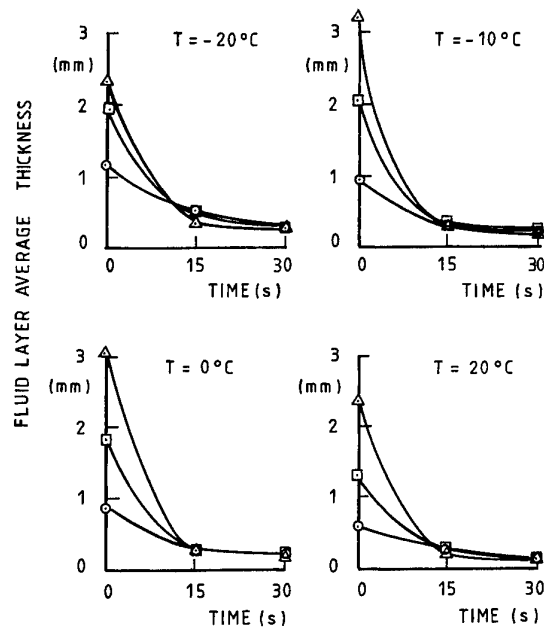 FLUID LAYER AVERAGE THICKNESS
T = -20°C
3
(mm)
2
1
0
0 15 30
TIME (s)
T = -10°C
3
(mm)
2
1
0
0 15 30
TIME (s)
T = 0°C
3
(mm)
2
1
0
0 15 30
TIME (s)
T = 20°C
3
(mm)
2
1
0
0 15 30
TIME (s)